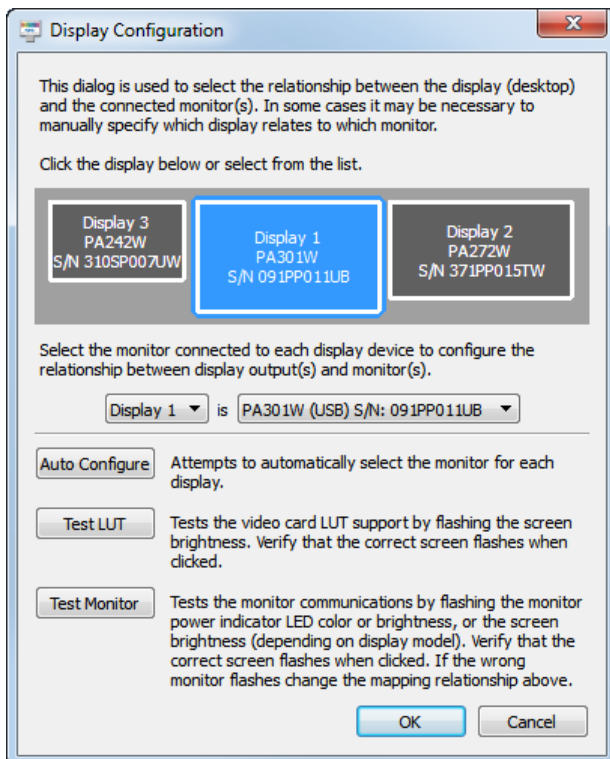 Display Configuration
This dialog is used to select the relationship between the display (desktop)
and the connected monitor(s). In some cases it may be necessary to
manually specify which display relates to which monitor.
Click the display below or select from the list.
Display 3
PA242W
S/N 310SP007UW
Display 1
PA301W
S/N 091PP011UB
Display 2
PA272W
S/N 371PP015TW
Select the monitor connected to each display device to configure the
relationship between display output(s) and monitor(s).
Display 1 is PA301W (USB) S/N: 091PP011UB
Auto Configure
Attempts to automatically select the monitor for each
display.
Test LUT
Tests the video card LUT support by flashing the screen
brightness. Verify that the correct screen flashes when
clicked.
Test Monitor
Tests the monitor communications by flashing the monitor
power indicator LED color or brightness, or the screen
brightness (depending on display model). Verify that the
correct screen flashes when clicked. If the wrong
monitor flashes change the mapping relationship above.
OK
Cancel